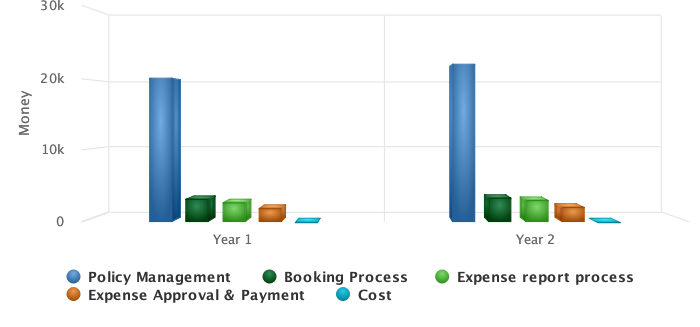 30k
20k
10k
0
Money
Year 1 Year 2
Policy Management Booking Process Expense report process
Expense Approval & Payment Cost